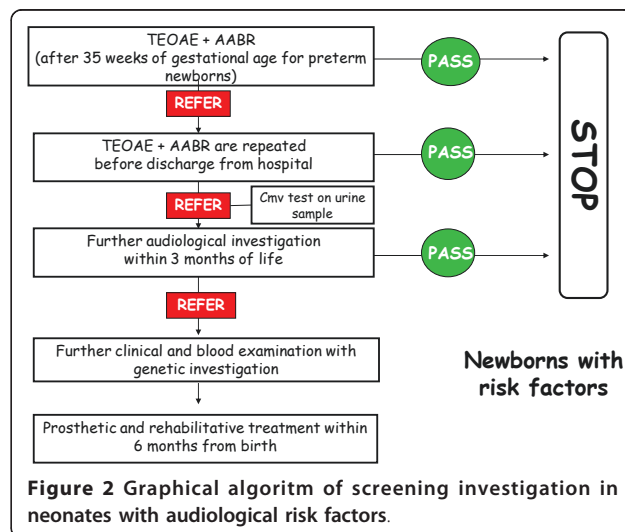 TEOAE + AABR
(after 35 weeks of gestational age for preterm
newborns)
PASS
REFER
TEOAE + AABR are repeated
before discharge from hospital
PASS
REFER
Cmv test on urine
sample
Further audiological investigation
within 3 months of life
PASS
REFER
Further clinical and blood examination with
genetic investigation
Prosthetic and rehabilitative treatment within
6 months from birth
STOP
Newborns with
risk factors
Figure 2 Graphical algoritm of screening investigation in
neonates with audiological risk factors.